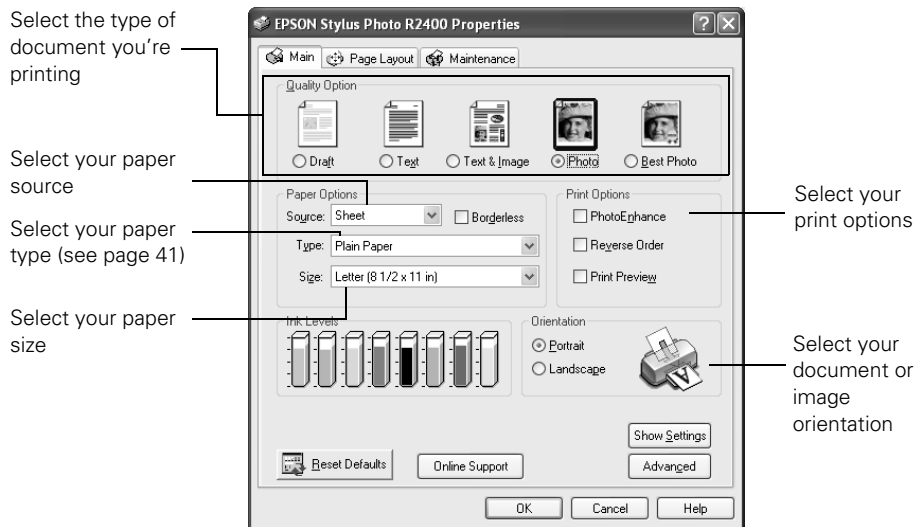 Select the type of
document you're
printing
Select your paper
source
Select your paper
type (see page 41)
Select your paper
size
EPSON Stylus Photo R2400 Properties
Main
Page Layout
Maintenance
Quality Option
Draft
Text
Text & Image
Photo
Best Photo
Paper Options
Source: Sheet
Borderless
Type: Plain Paper
Size: Letter (8 1/2 x 11 in)
Print Options
PhotoEnhance
Reverse Order
Print Preview
Ink Levels
Orientation
Portrait
Landscape
A
Show Settings
Reset Defaults
Online Support
Advanced
OK
Cancel
Help
Select your
print options
Select your
document or
image
orientation